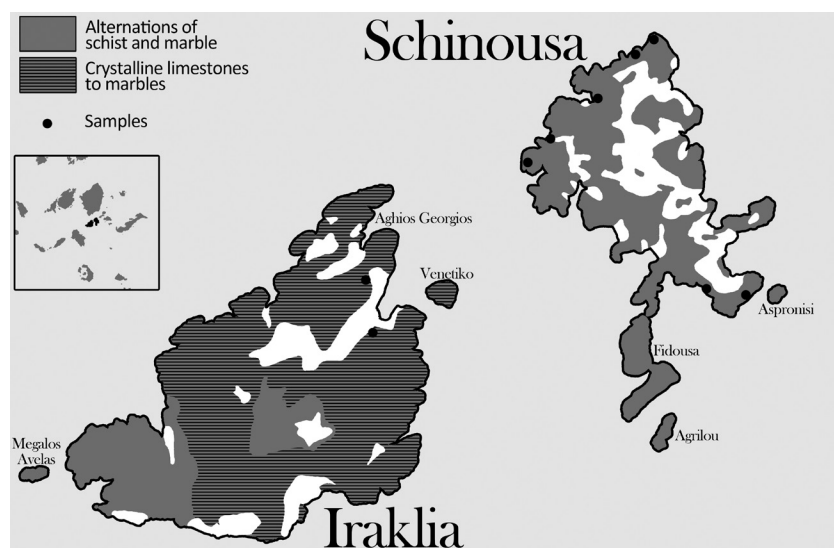 Alternations of
schist and marble
Crystalline limestones
to marbles
Samples
Schinousa
Aghios Georgios
Venetiko
Aspronisi
Fidousa
Agrilou
Megalos
Avelas
Iraklia